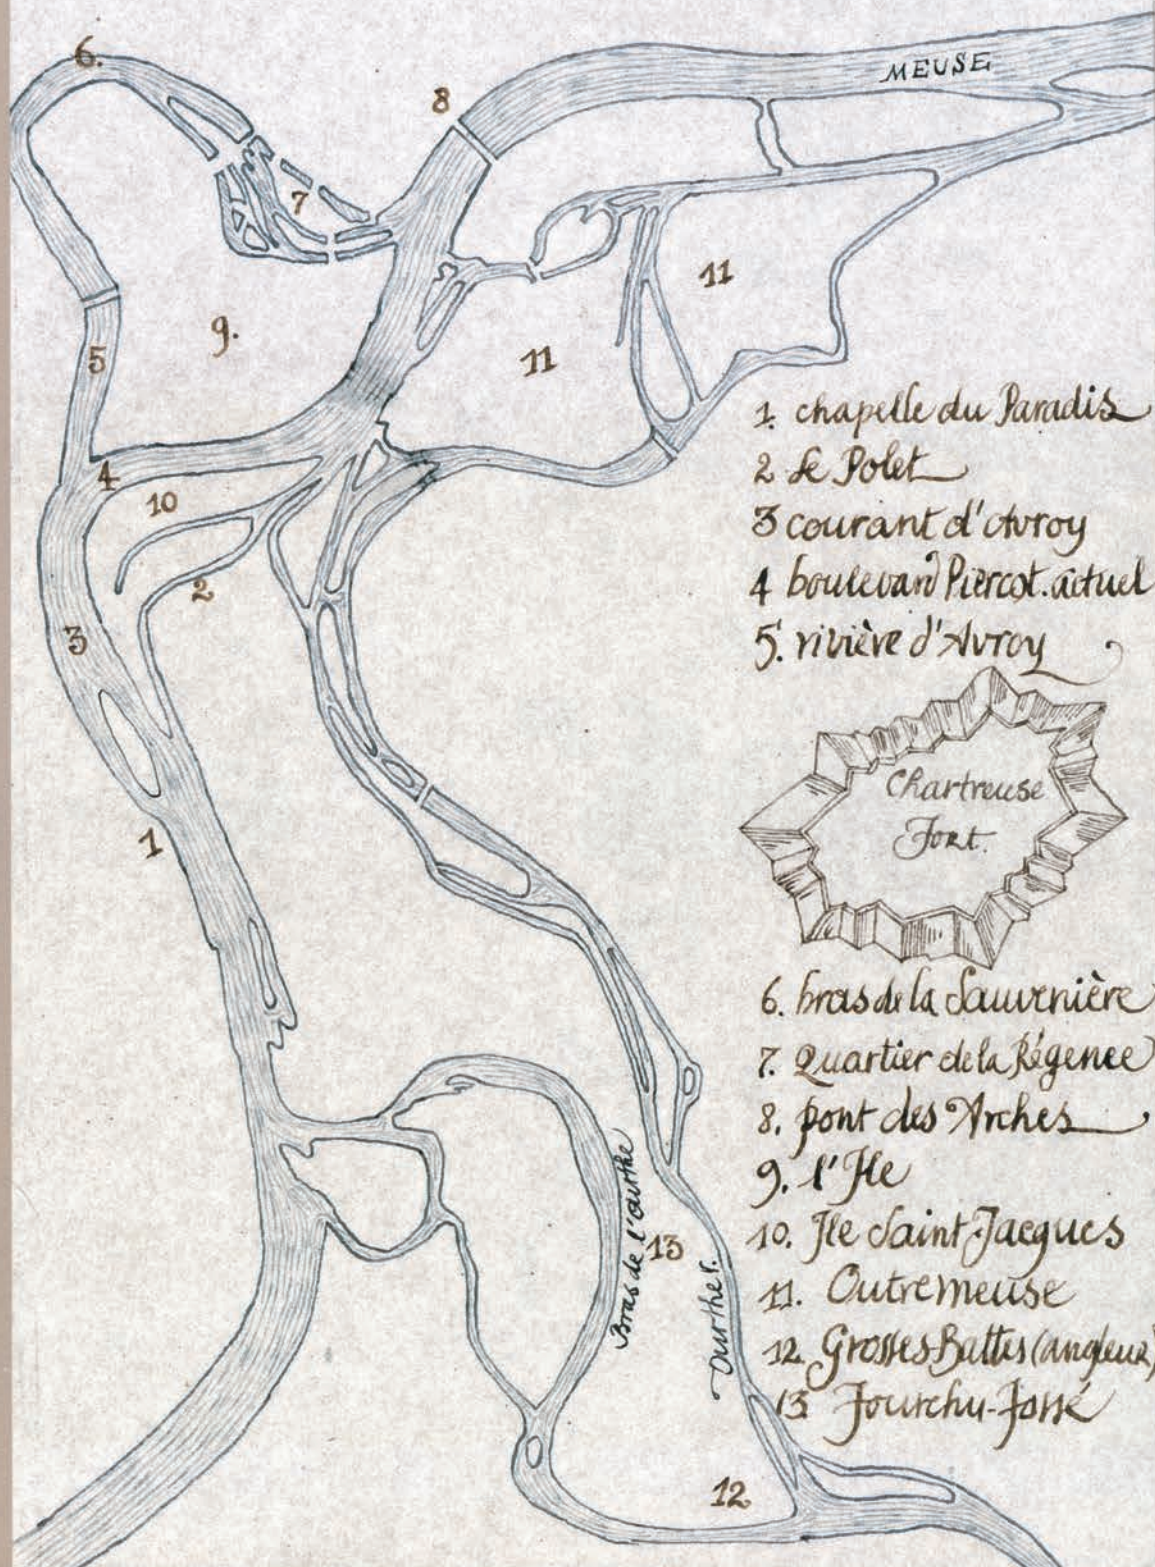 6.
8
MEUSE
7
11
9.
11
5
4
10
2
3
1
1. chapelle du Paradis
2 Le Polet
3 courant d'Avroy
4 boulevard Piercot. actuel
5. rivière d'Avroy
Chartreuse
Fort.
6. bras de la Sauvenière
7. Quartier de la Régence
8. pont des Arches
9. l'Ile
10. Ile Saint-Jacques
11. Outremeuse
12. Grosses-Battes (angleur)
13 Fourchu-Fossé
Bras de l'ourthe
13
Ourthe
12